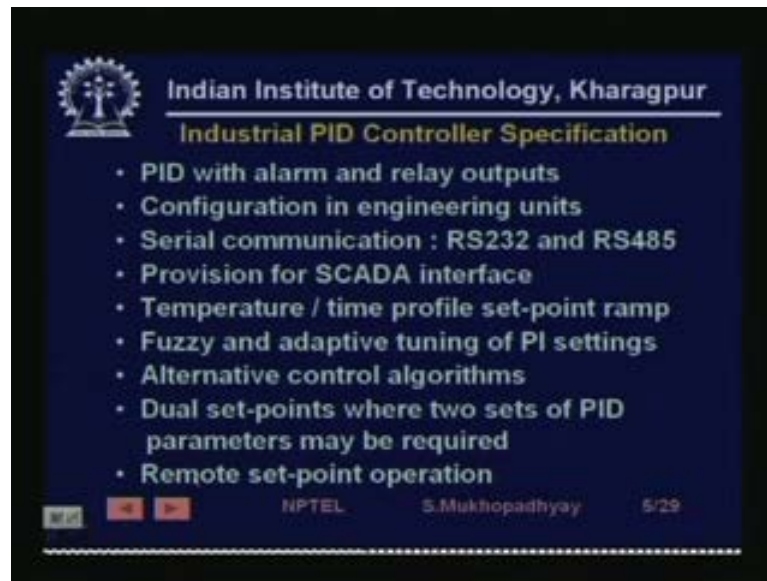 Indian Institute of Technology, Kharagpur
Industrial PID Controller Specification
• PID with alarm and relay outputs
• Configuration in engineering units
• Serial communication : RS232 and RS485
• Provision for SCADA interface
• Temperature / time profile set-point ramp
• Fuzzy and adaptive tuning of PI settings
• Alternative control algorithms
• Dual set-points where two sets of PID
parameters may be required
• Remote set-point operation
NPTEL S.Mukhopadhyay 5/29